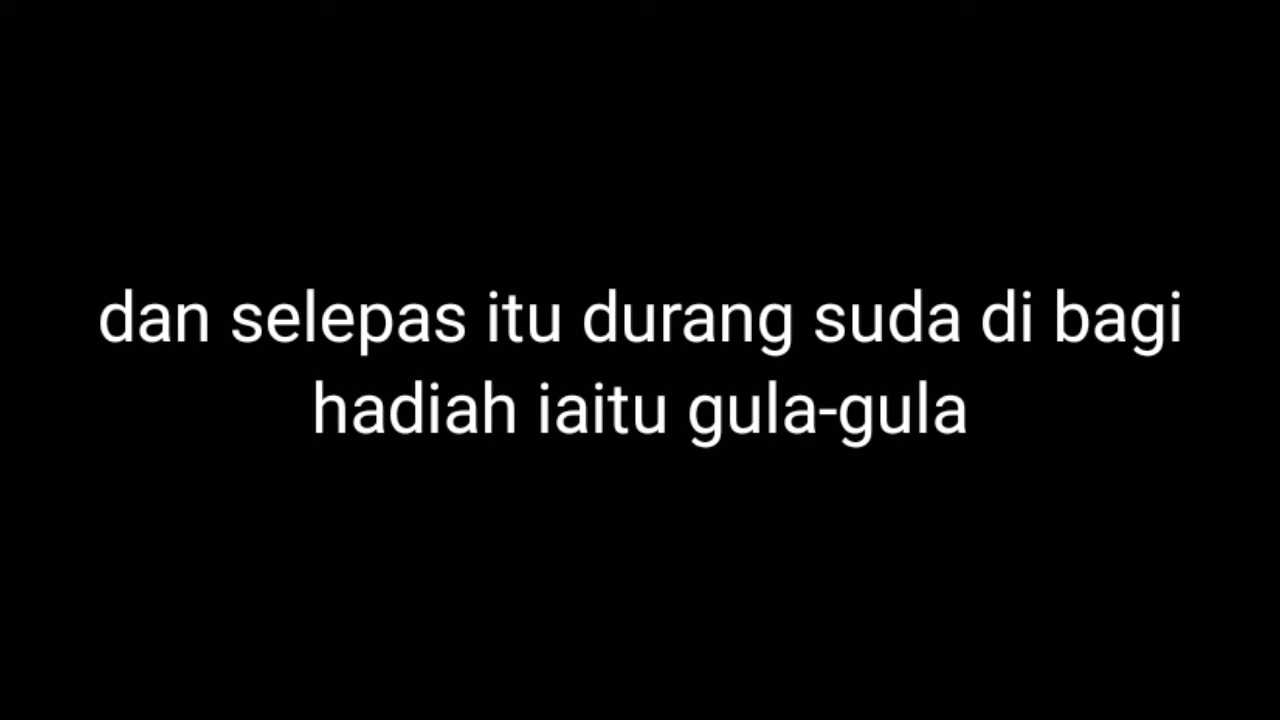 dan selepas itu durang suda di bagi
hadiah iaitu gula-gula